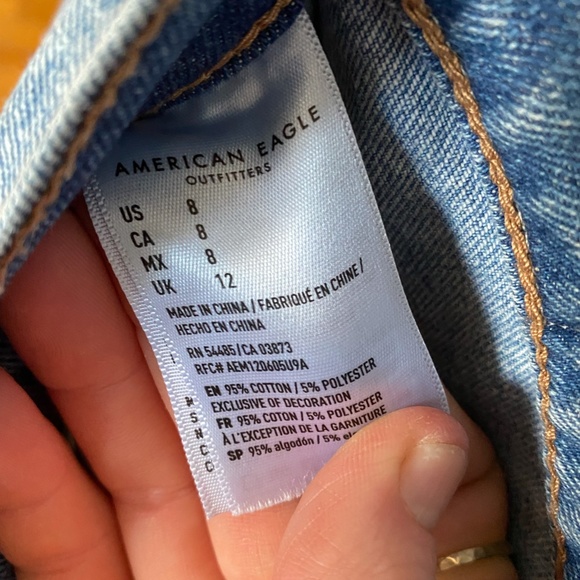 AMERICAN EAGLE
OUTFITTERS
US 8
CA 8
MX 8
UK 12
MADE IN CHINA / FABRIQUÉ EN CHINE /
HECHO EN CHINA
RN 54485 / CA 03873
RFC# AEM120605U9A
EN 95% COTTON / 5% POLYESTER
EXCLUSIVE OF DECORATION
FR 95% COTON / 5% POLYESTER
À L'EXCEPTION DE LA GARNITURE
SP 95% algodón / 5%
M
S
N
C
C